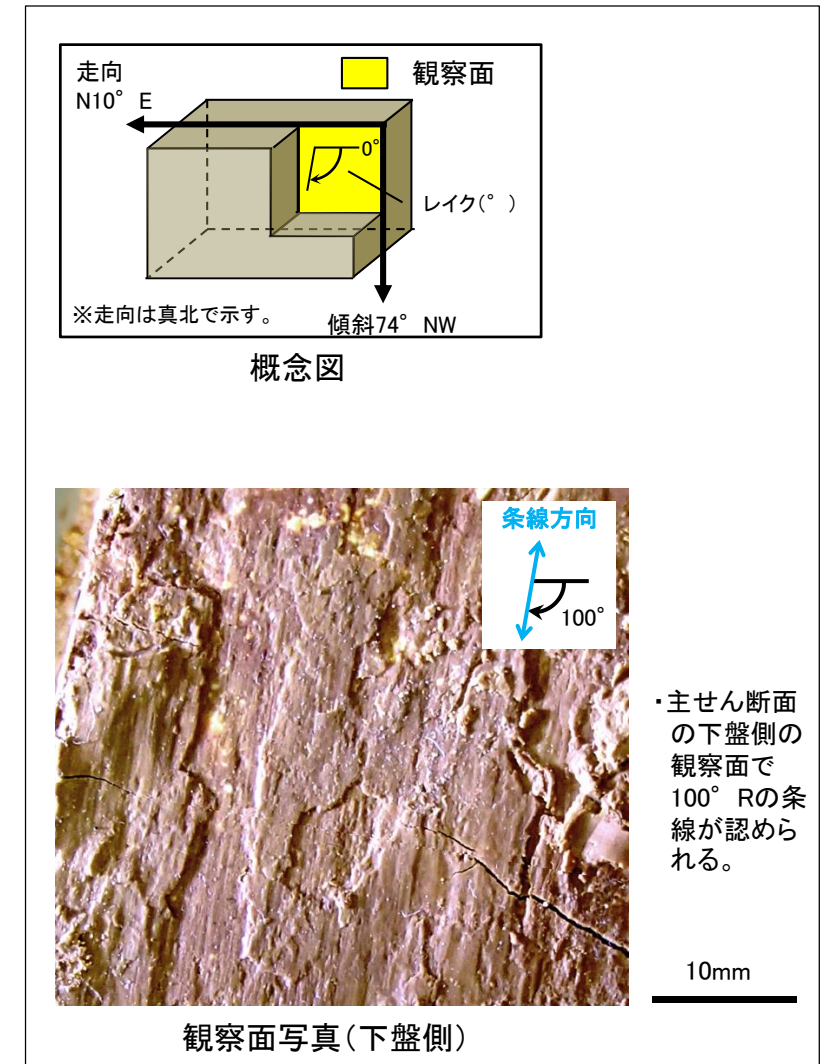 走向
N10° E
観察面
0°
レイク(°)
※走向は真北で示す。
傾斜74° NW
概念図
条線方向
100°
・主せん断面
の下盤側の
観察面で
100° Rの条
線が認めら
れる。
10mm
観察面写真(下盤側)